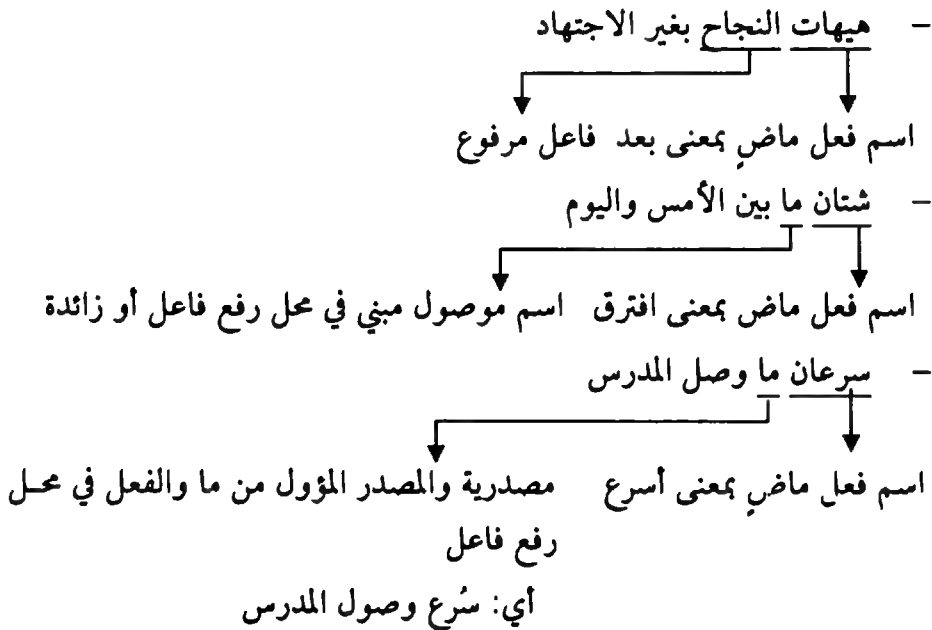 - هيهات النجاح بغير الاجتهاد
اسم فعل ماضٍ بمعنى بعد فاعل مرفوع
- شتان ما بين الأمس واليوم
اسم فعل ماض بمعنى افترق اسم موصول مبني في محل رفع فاعل أو زائدة
- سرعان ما وصل المدرس
اسم فعل ماضٍ بمعنى أسرع مصدرية والمصدر المؤول من ما والفعل في محل
رفع فاعل
أي: سُرع وصول المدرس